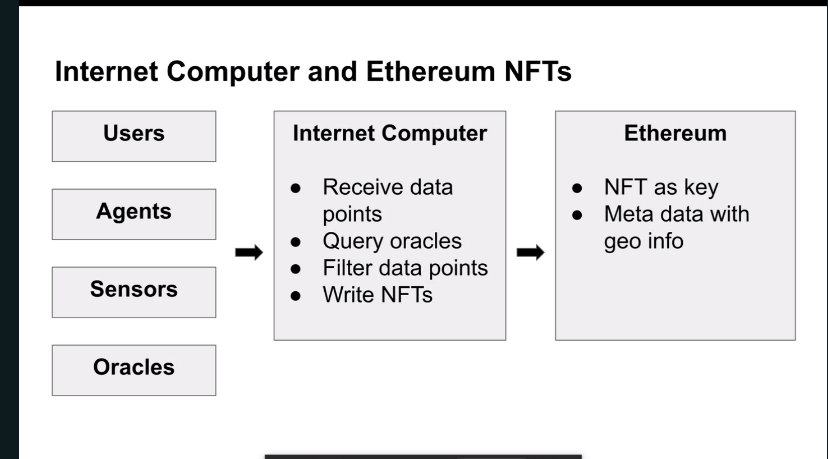 Internet Computer and Ethereum NFTs
Users
Agents
Sensors
Oracles
Internet Computer
● Receive data
points
● Query oracles
● Filter data points
● Write NFTs
Ethereum
● NFT as key
● Meta data with
geo info